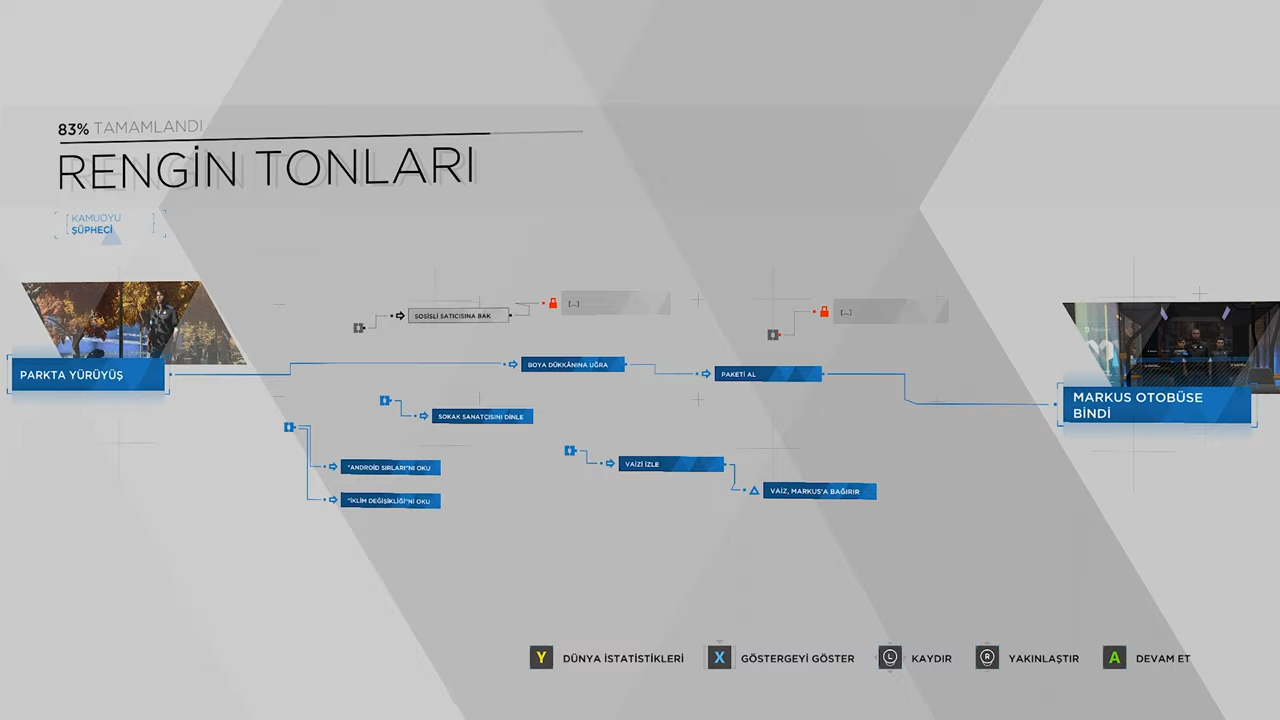 83% TAMAMLANDI
RENGİN TONLARI
KAMUOYU
ŞÜPHECİ
SOSİSLİ SATICISINA BAK
[...]
[...]
PARKTA YÜRÜYÜŞ
BOYA DÜKKÂNINA UĞRA
PAKETİ AL
MARKUS OTOBÜSE
BİNDİ
SOKAK SANATÇISINI DİNLE
"ANDROİD SIRLARI"NI OKU
VAİZİ İZLE
"İKLİM DEĞİŞİKLİĞİ"Nİ OKU
VAİZ, MARKUS'A BAĞIRIR
Y DÜNYA İSTATİSTİKLERİ X GÖSTERGEYİ GÖSTER L KAYDIR R YAKINLAŞTIR A DEVAM ET